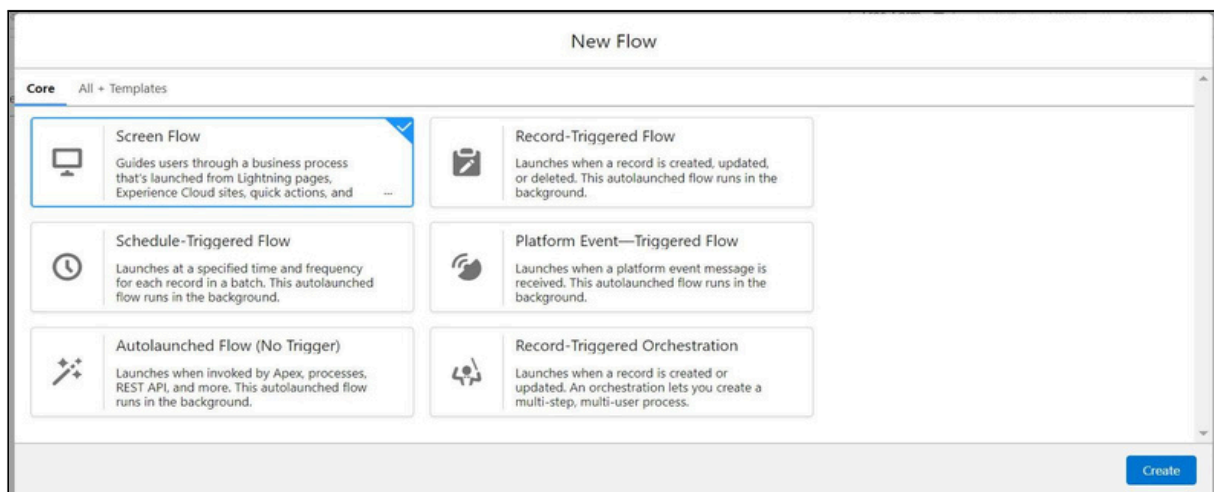 New Flow
Core
All + Templates
Screen Flow
Guides users through a business process
that's launched from Lightning pages,
Experience Cloud sites, quick actions, and ...
Record-Triggered Flow
Launches when a record is created, updated,
or deleted. This autolaunched flow runs in the
background.
Schedule-Triggered Flow
Launches at a specified time and frequency
for each record in a batch. This autolaunched
flow runs in the background.
Platform Event—Triggered Flow
Launches when a platform event message is
received. This autolaunched flow runs in the
background.
Autolaunched Flow (No Trigger)
Launches when invoked by Apex, processes,
REST API, and more. This autolaunched flow
runs in the background.
Record-Triggered Orchestration
Launches when a record is created or
updated. An orchestration lets you create a
multi-step, multi-user process.
Create